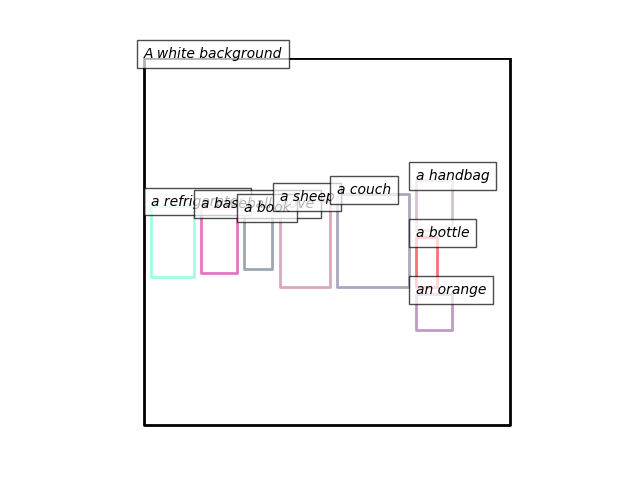 A white background
a handbag
a couch
a sheep
a refrigerator
a baseball glove
a book
a bottle
an orange